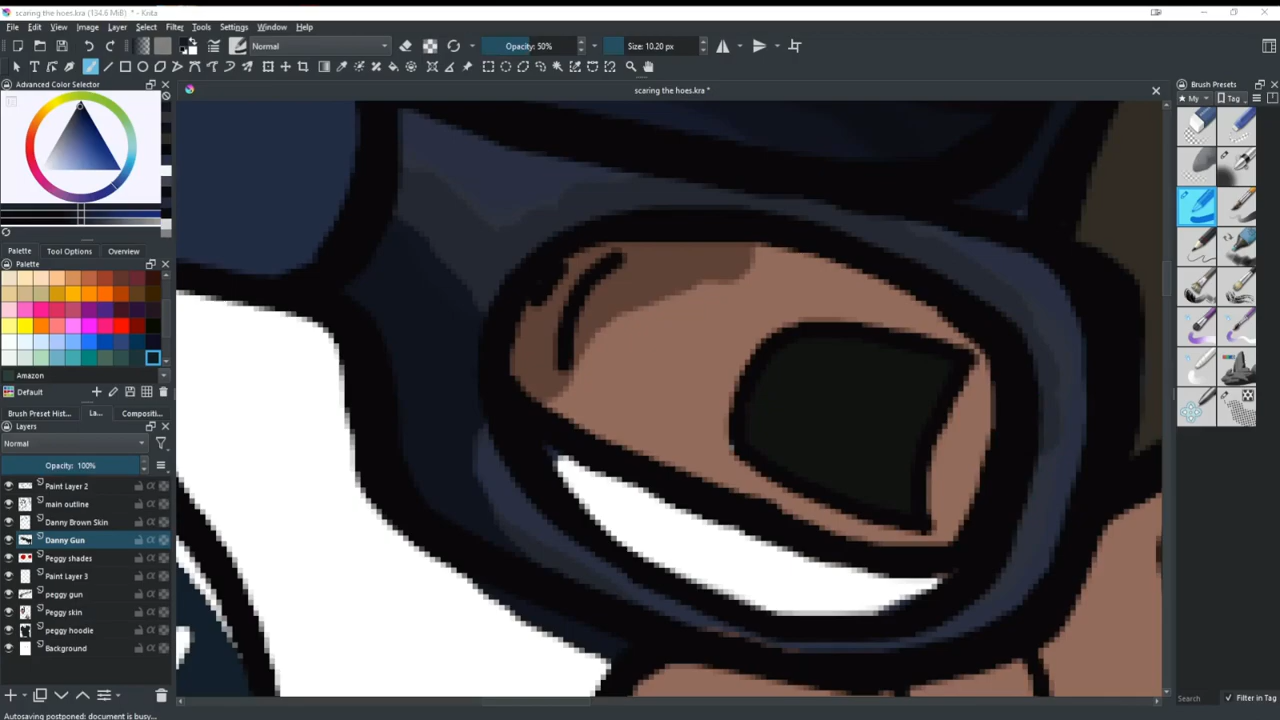 scaring the hoes.kra (134.6 MiB) * - Krita
File Edit View Image Layer Select Filter Tools Settings Window Help
Normal
Opacity: 50%
Size: 10.20 px
Advanced Color Selector
scaring the hoes.kra *
Brush Presets
My
Tag
Palette Tool Options Overview
Palette
Amazon
Default
Brush Preset Hist... La... Compositi...
Layers
Normal
Opacity: 100%
Paint Layer 2
main outline
Danny Brown Skin
Danny Gun
Peggy shades
Paint Layer 3
peggy gun
Peggy skin
peggy hoodie
Background
Search
Filter in Tag
Autosaving postponed: document is busy...